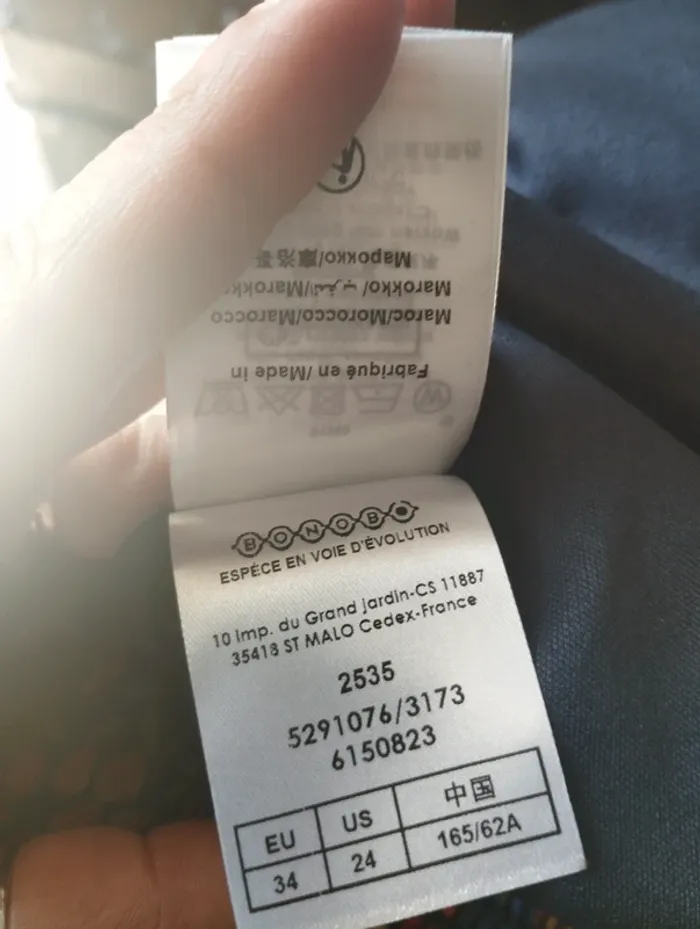 Fabriqué en/ Made in
Maroc/Morocco/Marocco
Marokko/ المغرب/Marokko
Марокко/摩洛哥
BONOBO
ESPÈCE EN VOIE D'ÉVOLUTION
10 Imp. du Grand Jardin-CS 11887
35418 ST MALO Cedex-France
2535
5291076/3173
6150823
EU US 中国
34 24 165/62A